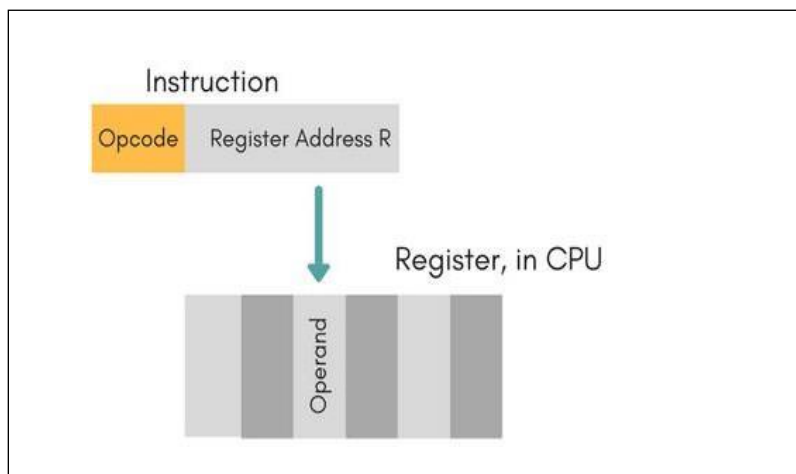 Instruction
Opcode Register Address R
Register, in CPU
Operand